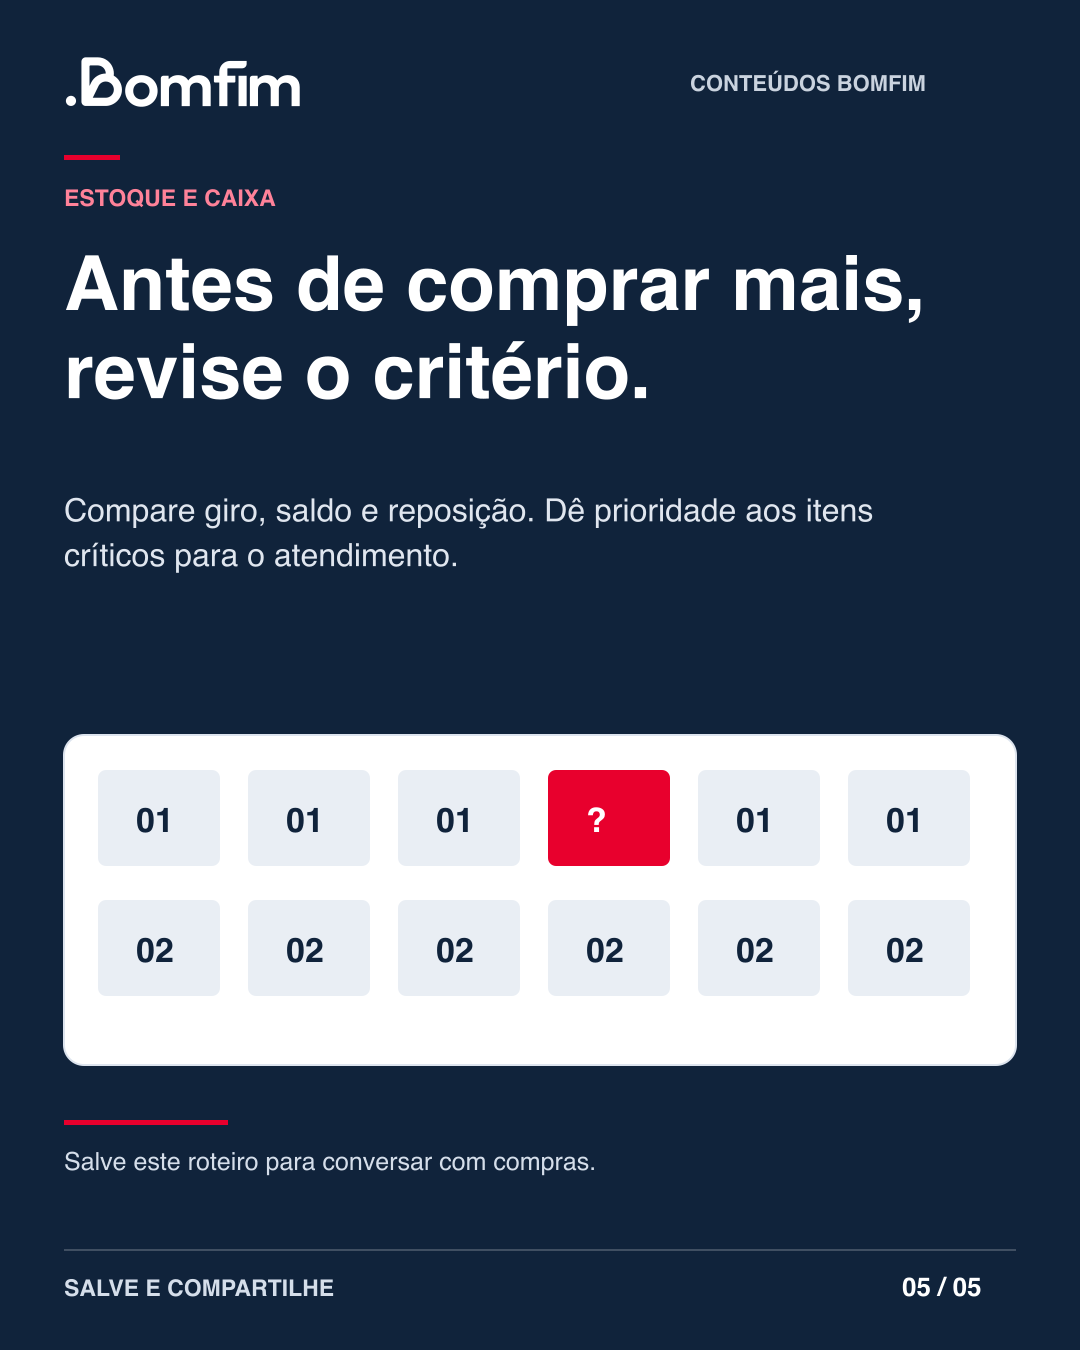 .Bomfim
CONTEÚDOS BOMFIM
ESTOQUE E CAIXA
Antes de comprar mais,
revise o critério.
Compare giro, saldo e reposição. Dê prioridade aos itens
críticos para o atendimento.
01 01 01 ? 01 01
02 02 02 02 02 02
Salve este roteiro para conversar com compras.
SALVE E COMPARTILHE
05 / 05